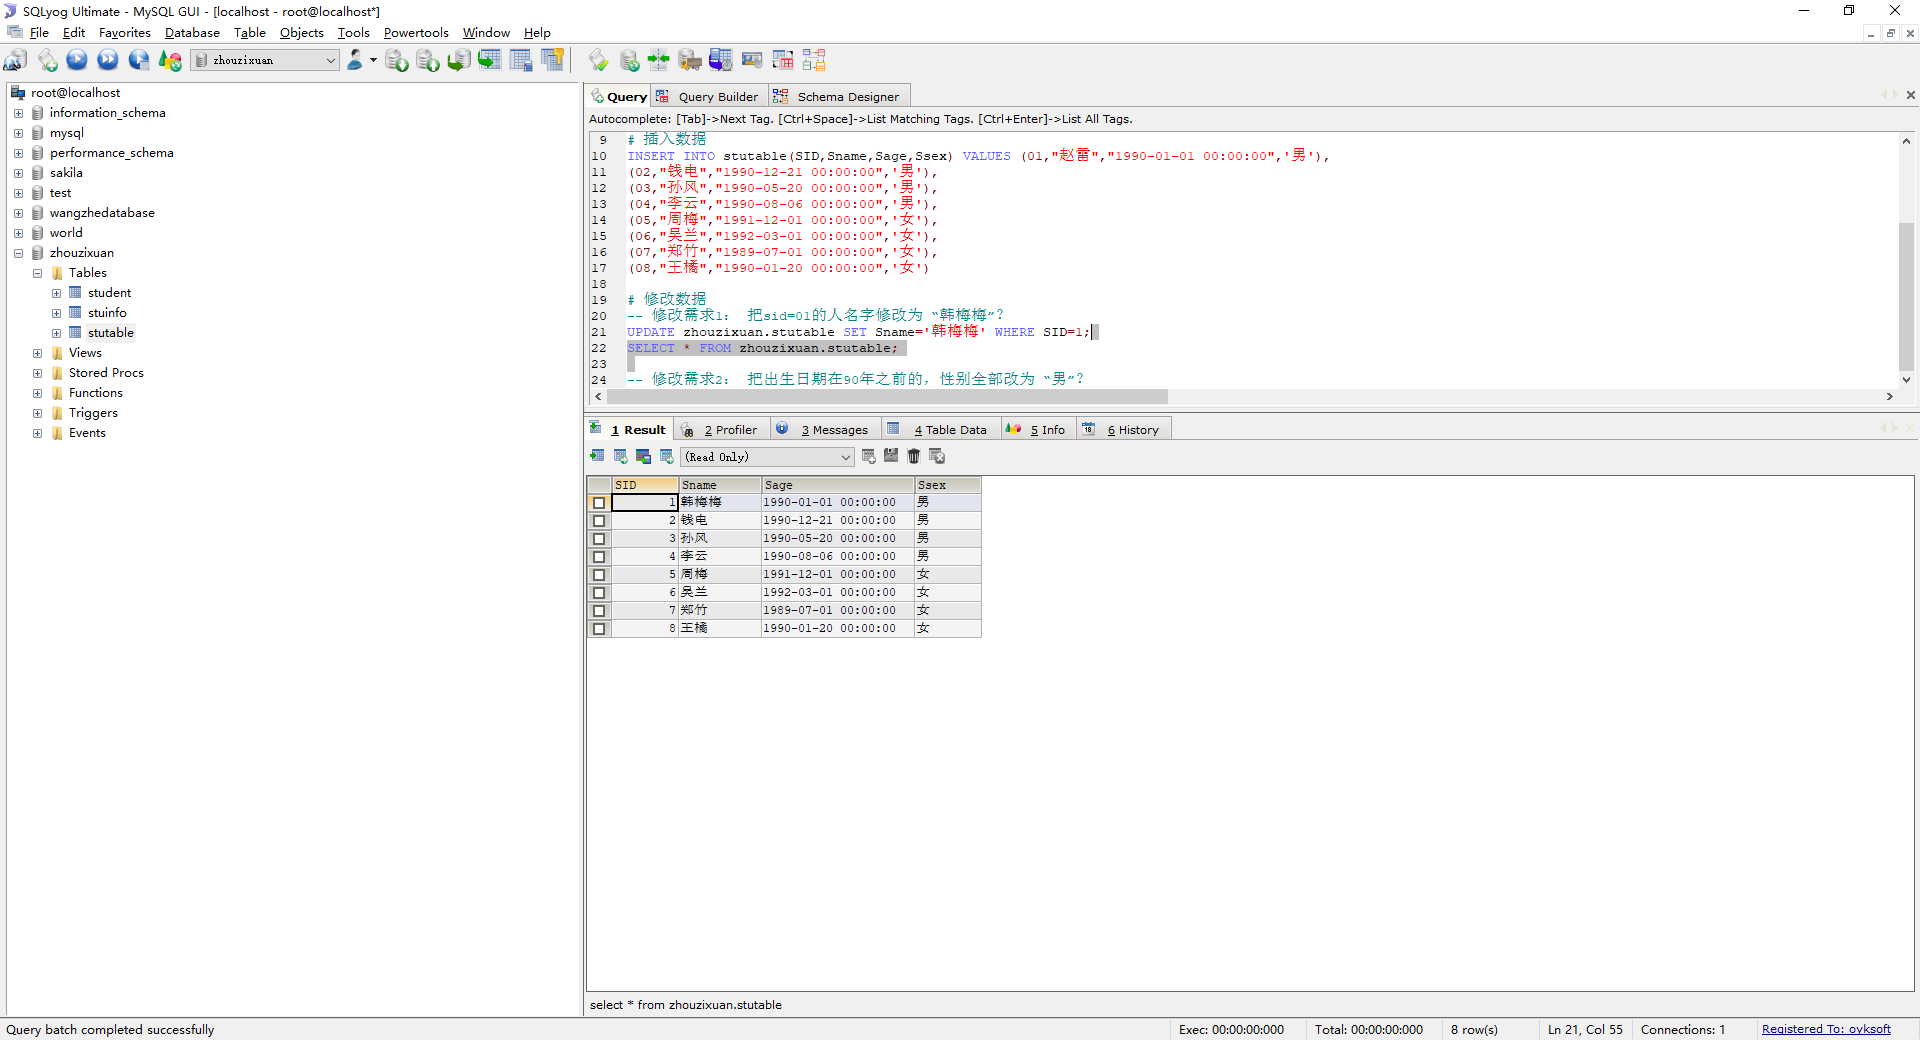 SQLyog Ultimate - MySQL GUI - [localhost - root@localhost*]
File Edit Favorites Database Table Objects Tools Powertools Window Help
zhouzixuan
root@localhost
information_schema
mysql
performance_schema
sakila
test
wangzhedatabase
world
zhouzixuan
Tables
student
stuinfo
stutable
Views
Stored Procs
Functions
Triggers
Events
Query Query Builder Schema Designer
Autocomplete: [Tab]->Next Tag. [Ctrl+Space]->List Matching Tags. [Ctrl+Enter]->List All Tags.
9 # 插入数据
10 INSERT INTO stutable(SID,Sname,Sage,Ssex) VALUES (01,"赵雷","1990-01-01 00:00:00",'男'),
11 (02,"钱电","1990-12-21 00:00:00",'男'),
12 (03,"孙风","1990-05-20 00:00:00",'男'),
13 (04,"李云","1990-08-06 00:00:00",'男'),
14 (05,"周梅","1991-12-01 00:00:00",'女'),
15 (06,"吴兰","1992-03-01 00:00:00",'女'),
16 (07,"郑竹","1989-07-01 00:00:00",'女'),
17 (08,"王橘","1990-01-20 00:00:00",'女')
18
19 # 修改数据
20 -- 修改需求1: 把sid=01的人名字修改为 “韩梅梅”?
21 UPDATE zhouzixuan.stutable SET Sname='韩梅梅' WHERE SID=1;
22 SELECT * FROM zhouzixuan.stutable;
23
24 -- 修改需求2: 把出生日期在90年之前的, 性别全部改为 “男”?
1 Result 2 Profiler 3 Messages 4 Table Data 5 Info 6 History
(Read Only)
SID Sname Sage Ssex
1 韩梅梅 1990-01-01 00:00:00 男
2 钱电 1990-12-21 00:00:00 男
3 孙风 1990-05-20 00:00:00 男
4 李云 1990-08-06 00:00:00 男
5 周梅 1991-12-01 00:00:00 女
6 吴兰 1992-03-01 00:00:00 女
7 郑竹 1989-07-01 00:00:00 女
8 王橘 1990-01-20 00:00:00 女
select * from zhouzixuan.stutable
Query batch completed successfully Exec: 00:00:00:000 Total: 00:00:00:000 8 row(s) Ln 21, Col 55 Connections: 1 Registered To: ovksoft